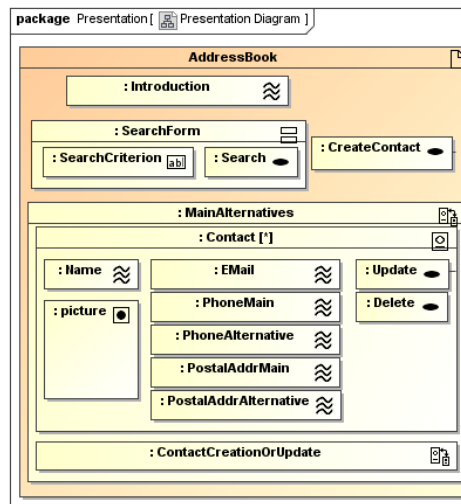 package Presentation [ Presentation Diagram ]
AddressBook
: Introduction
: SearchForm
: SearchCriterion ab
: Search
: CreateContact
: MainAlternatives
: Contact [*]
: Name
: EMail
: Update
: picture
: PhoneMain
: Delete
: PhoneAlternative
: PostalAddrMain
: PostalAddrAlternative
: ContactCreationOrUpdate